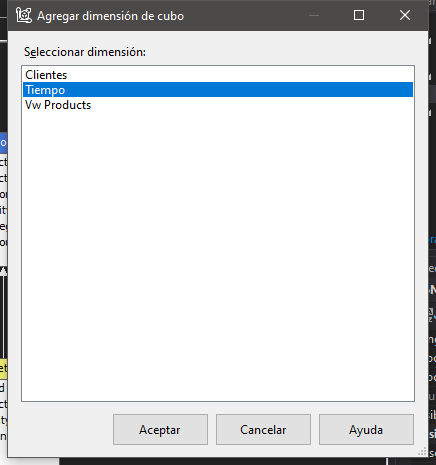 Agregar dimensión de cubo
Seleccionar dimensión:
Clientes
Tiempo
Vw Products
Aceptar
Cancelar
Ayuda